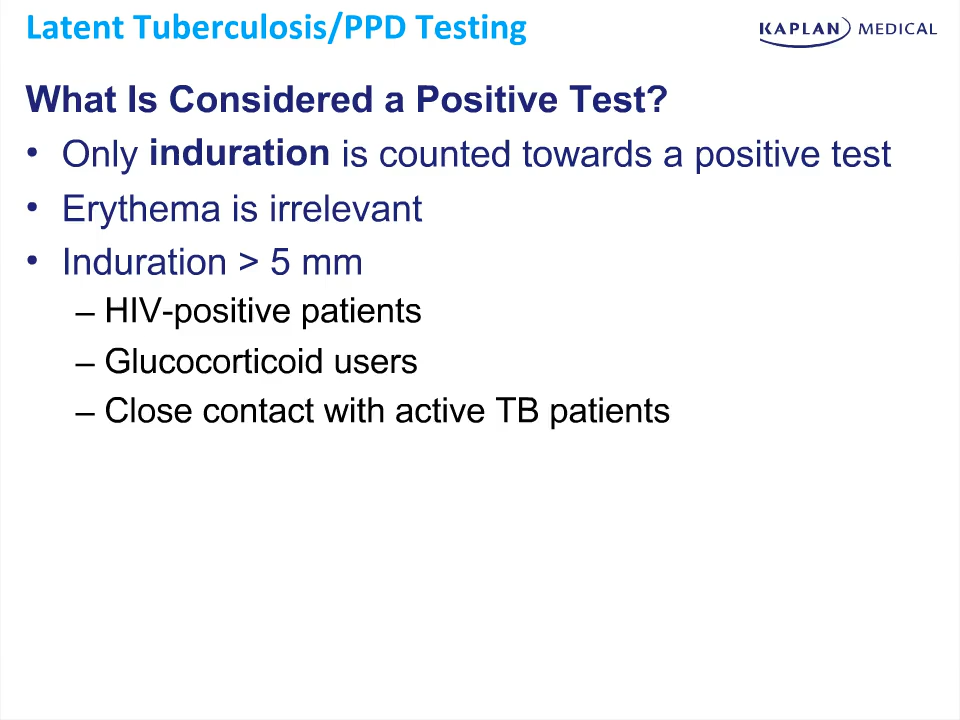 Latent Tuberculosis/PPD Testing
KAPLAN MEDICAL
What Is Considered a Positive Test?
• Only induration is counted towards a positive test
• Erythema is irrelevant
• Induration > 5 mm
– HIV-positive patients
– Glucocorticoid users
– Close contact with active TB patients